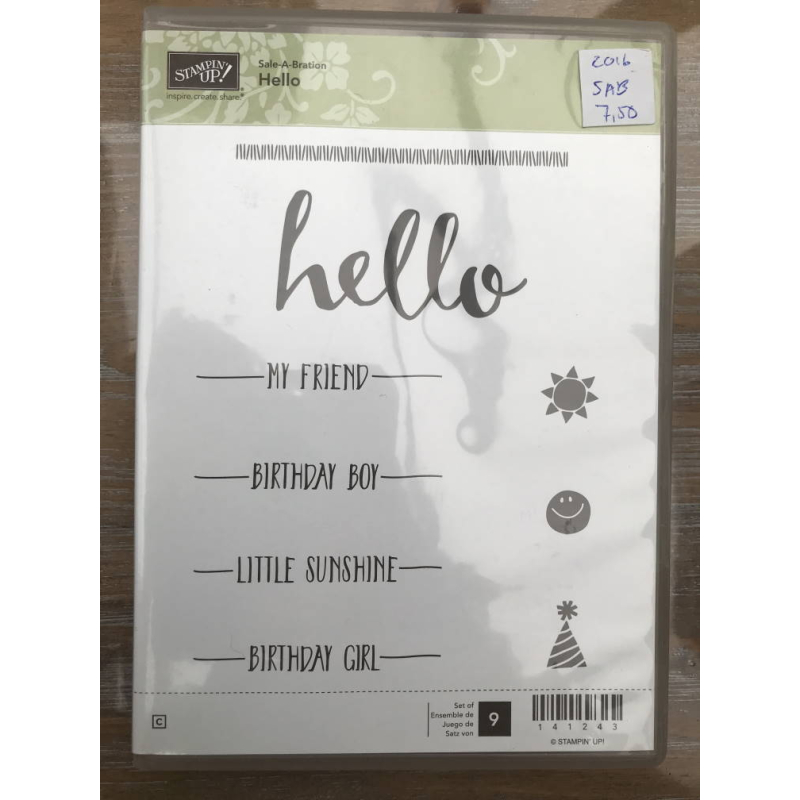 STAMPIN' UP!
inspire.create.share.®
Sale-A-Bration
Hello
2016
SAB
7,50
hello
MY FRIEND
BIRTHDAY BOY
LITTLE SUNSHINE
BIRTHDAY GIRL
C
Set of
Ensemble de
Juego de
Satz von
9
141243
© STAMPIN' UP!